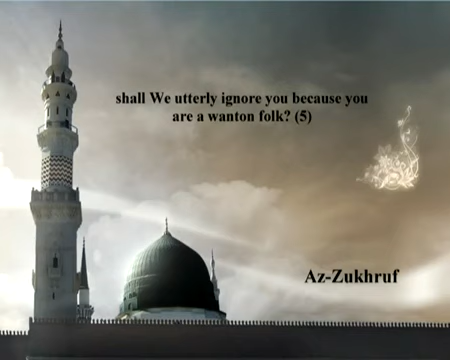 shall We utterly ignore you because you
are a wanton folk? (5)
Az-Zukhruf